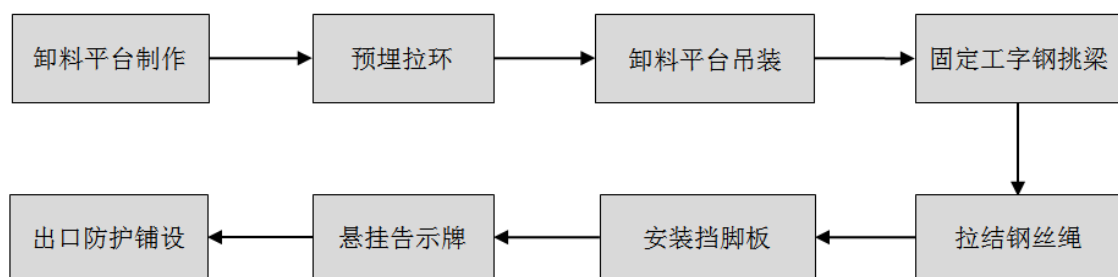 卸料平台制作
预埋拉环
卸料平台吊装
固定工字钢挑梁
拉结钢丝绳
安装挡脚板
悬挂告示牌
出口防护铺设